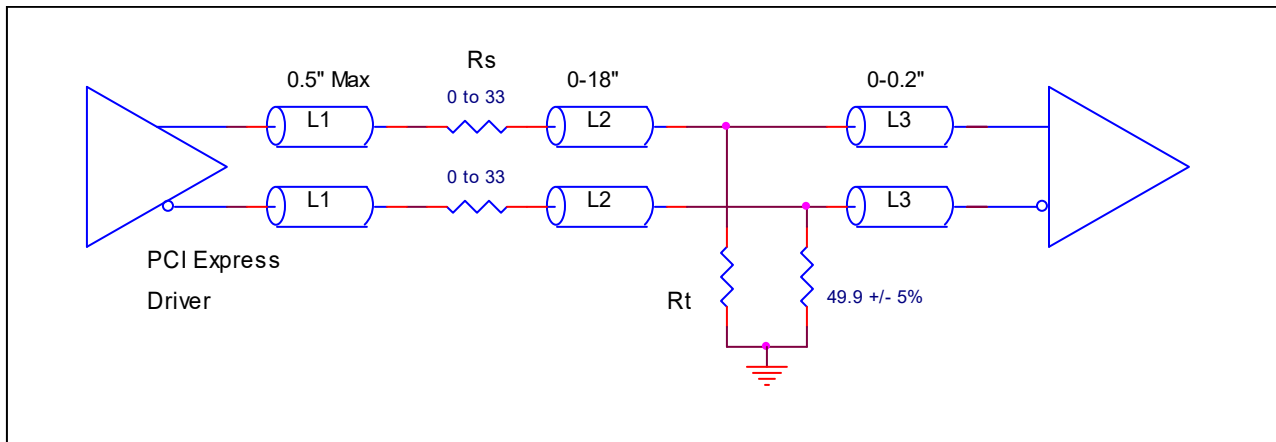 Rs
0.5" Max
0-18"
0-0.2"
0 to 33
L1
L2
L3
0 to 33
L1
L2
L3
PCI Express
Driver
Rt
49.9 +/- 5%